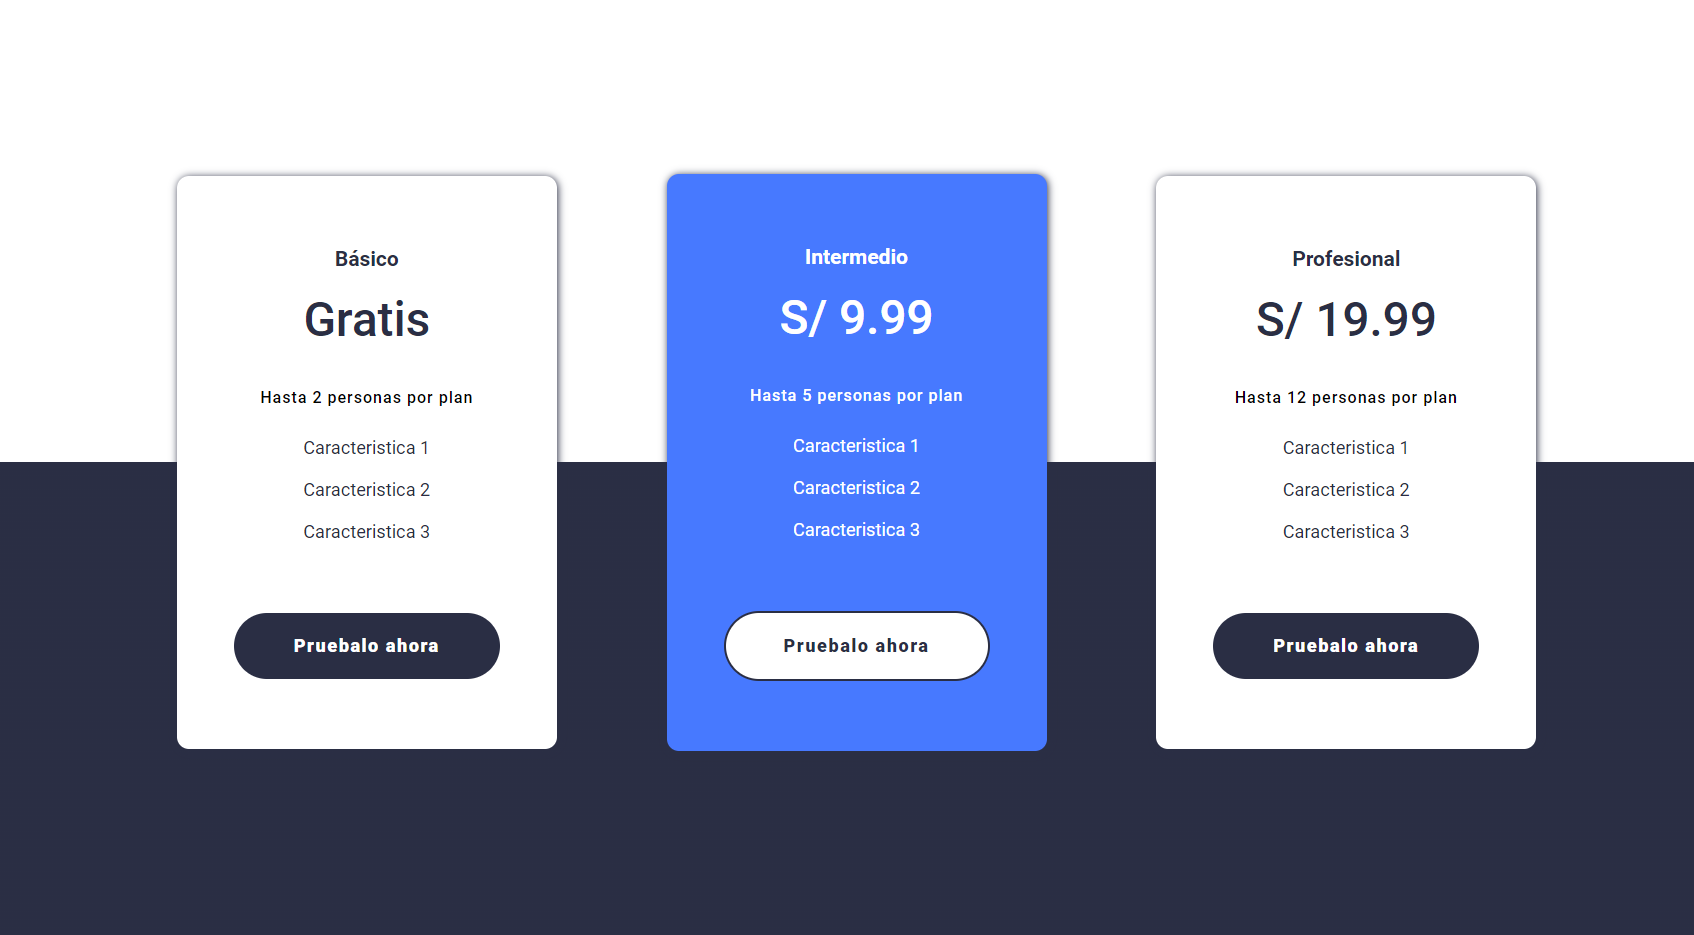 Básico
Gratis
Hasta 2 personas por plan
Caracteristica 1
Caracteristica 2
Caracteristica 3
Pruebalo ahora
Intermedio
S/ 9.99
Hasta 5 personas por plan
Caracteristica 1
Caracteristica 2
Caracteristica 3
Pruebalo ahora
Profesional
S/ 19.99
Hasta 12 personas por plan
Caracteristica 1
Caracteristica 2
Caracteristica 3
Pruebalo ahora